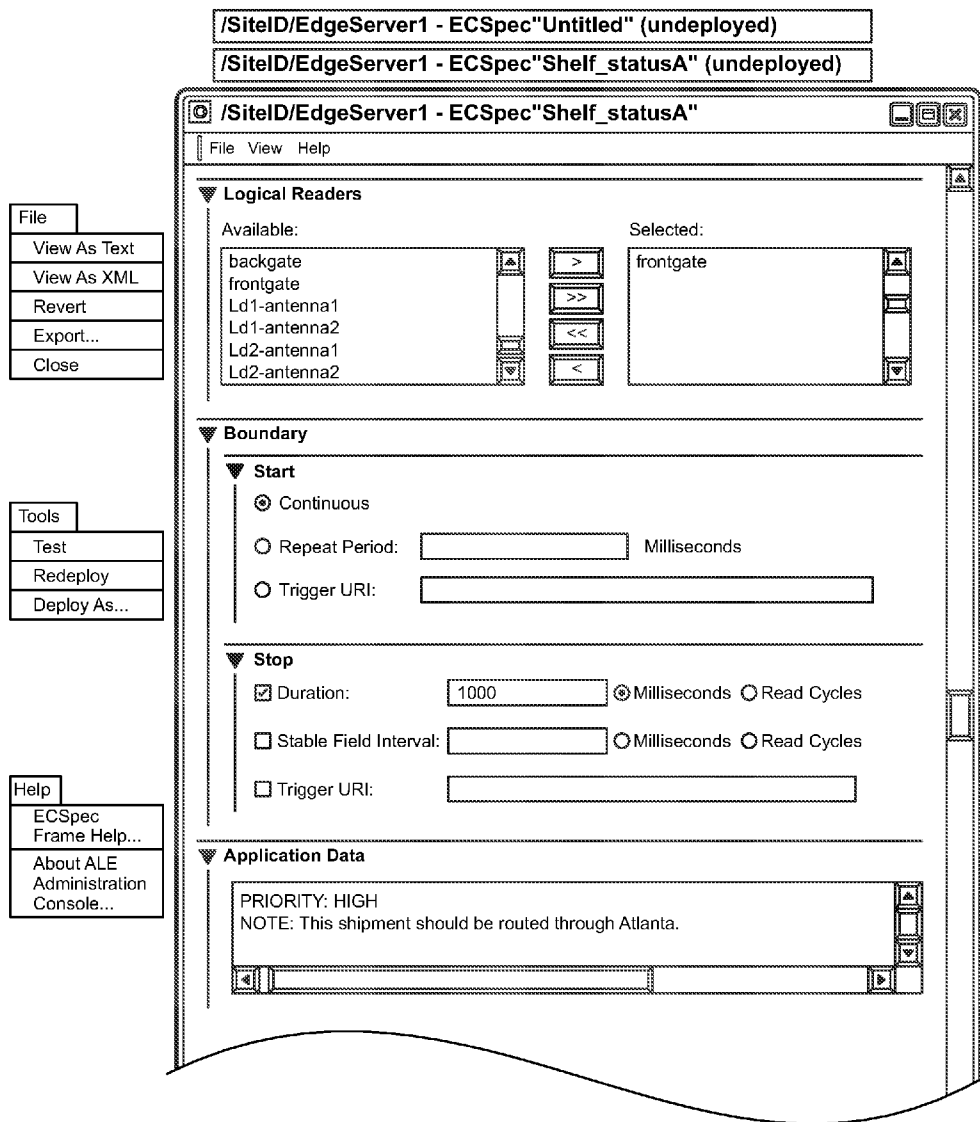 /SiteID/EdgeServer1 - ECSpec"Untitled" (undeployed)
/SiteID/EdgeServer1 - ECSpec"Shelf_statusA" (undeployed)
/SiteID/EdgeServer1 - ECSpec"Shelf_statusA"
File View Help
File
View As Text
View As XML
Revert
Export...
Close
Tools
Test
Redeploy
Deploy As...
Help
ECSpec
Frame Help...
About ALE
Administration
Console...
Logical Readers
Available:
backgate
frontgate
Ld1-antenna1
Ld1-antenna2
Ld2-antenna1
Ld2-antenna2
>
>>
<<
<
Selected:
frontgate
Boundary
Start
Continuous
Repeat Period: Milliseconds
Trigger URI:
Stop
Duration: 1000 Milliseconds Read Cycles
Stable Field Interval: Milliseconds Read Cycles
Trigger URI:
Application Data
PRIORITY: HIGH
NOTE: This shipment should be routed through Atlanta.